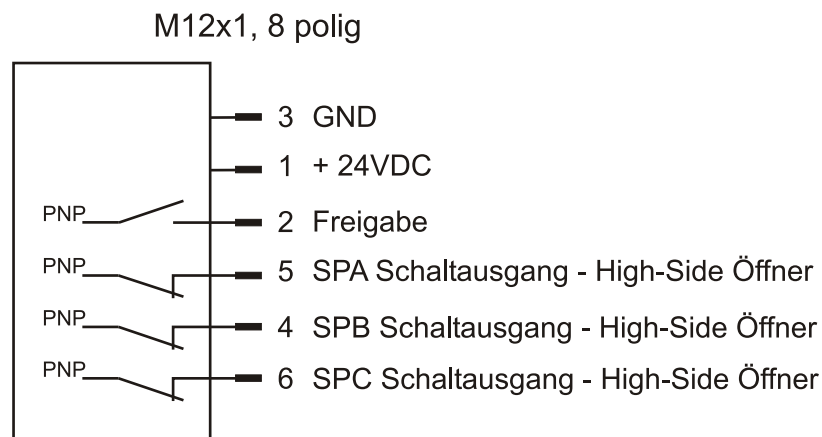 M12x1, 8 polig
3 GND
1 + 24VDC
PNP 2 Freigabe
PNP 5 SPA Schaltausgang - High-Side Öffner
PNP 4 SPB Schaltausgang - High-Side Öffner
PNP 6 SPC Schaltausgang - High-Side Öffner